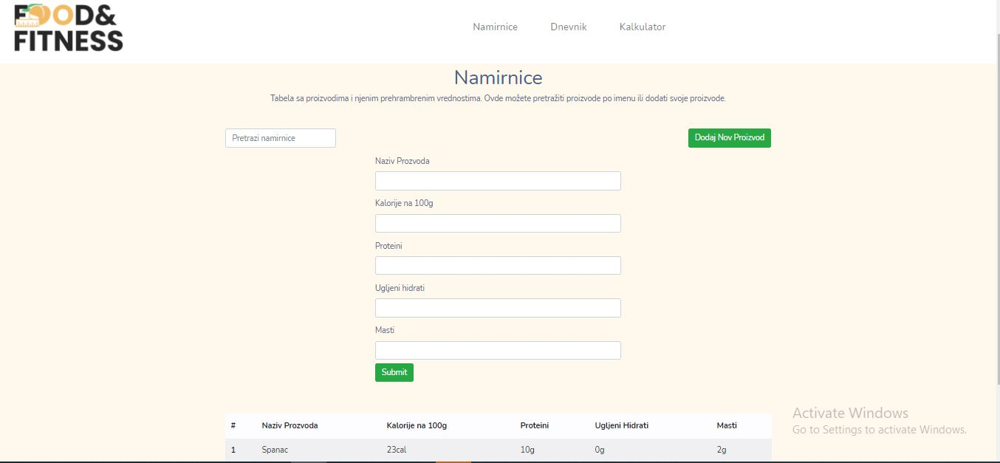 FOOD&
FITNESS
Namirnice Dnevnik Kalkulator
Namirnice
Tabela sa proizvodima i njenim prehrambrenim vrednostima. Ovde možete pretražiti proizvode po imenu ili dodati svoje proizvode.
Pretrazi namirnice Dodaj Nov Proizvod
Naziv Prozvoda
Kalorije na 100g
Proteini
Ugljeni hidrati
Masti
Submit
Activate Windows
Go to Settings to activate Windows.
# Naziv Prozvoda Kalorije na 100g Proteini Ugljeni Hidrati Masti
1 Spanac 23cal 10g 0g 2g